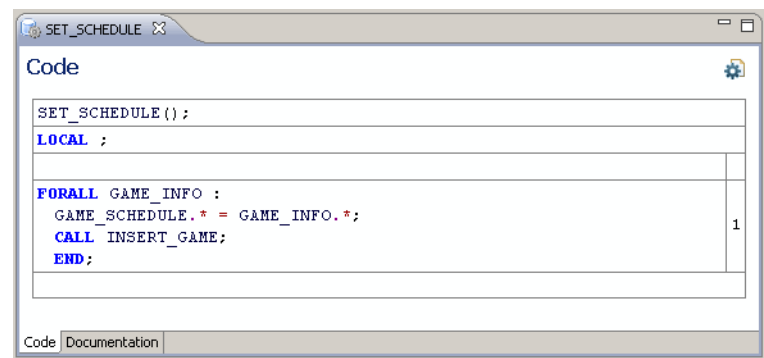 SET_SCHEDULE
Code
SET_SCHEDULE();
LOCAL ;
FORALL GAME_INFO :
GAME_SCHEDULE.* = GAME_INFO.*;
CALL INSERT_GAME;
END;
1
Code Documentation